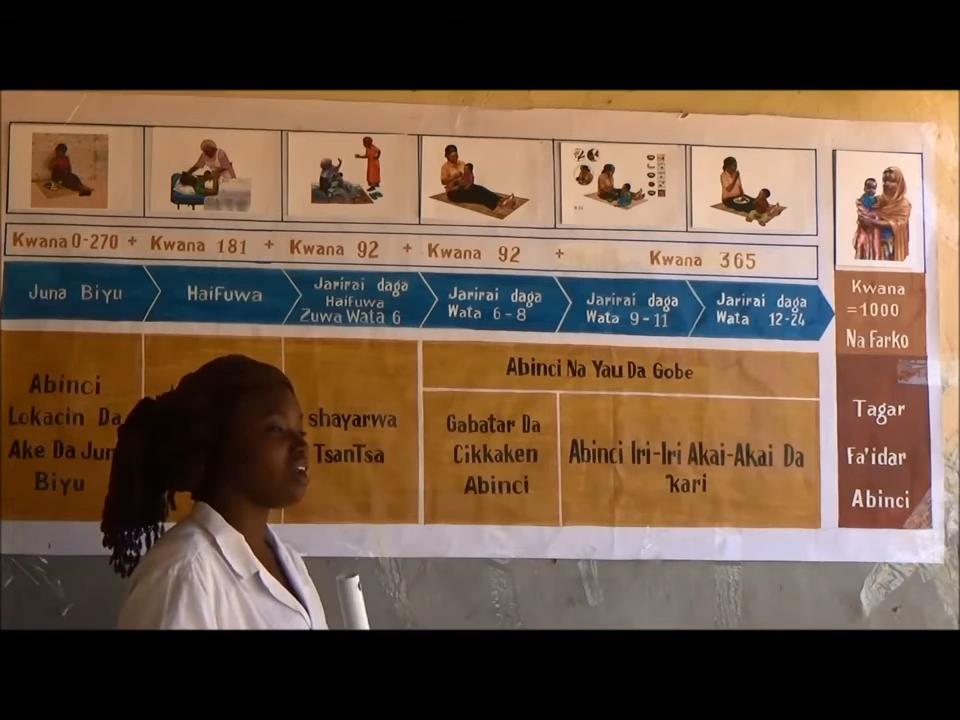 Kwana 0-270 + Kwana 181 + Kwana 92 + Kwana 92 + Kwana 365
Kwana
=1000
Na Farko
Juna Biyu
HaiFuwa
Jarirai daga
HaiFuwa
Zuwa Wata 6
Jarirai daga
Wata 6-8
Jarirai daga
Wata 9-11
Jarirai daga
Wata 12-24
Abinci
Lokacin Da
Ake Da Jun
Biyu
shayarwa
TsanTsa
Abinci Na Yau Da Gobe
Gabatar Da
Cikkaken
Abinci
Abinci Iri-Iri Akai-Akai Da
Kari
Tagar
Fa'idar
Abinci